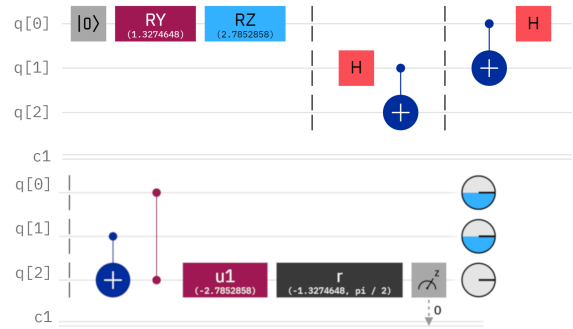 q[0] |0⟩ RY (1.3274648) RZ (2.7852858) H
q[1] H
q[2]
c1
q[0]
q[1]
q[2] u1 (-2.7852858) r (-1.3274648, pi / 2) z
0
c1